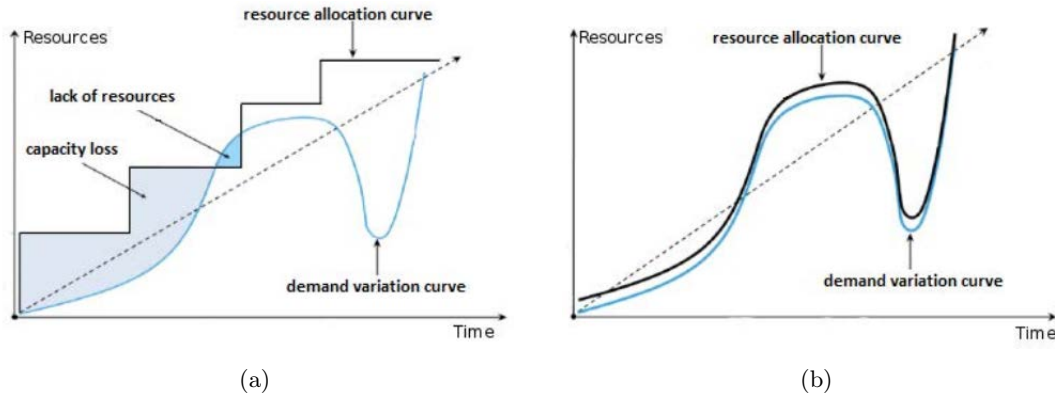 resource allocation curve
Resources
lack of resources
capacity loss
demand variation curve
Time
(a)
Resources
resource allocation curve
demand variation curve
Time
(b)